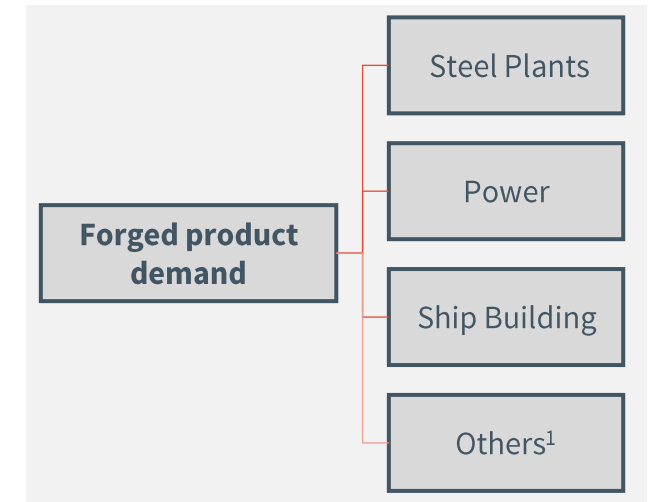 Steel Plants
Power
Forged product
demand
Ship Building
Others¹